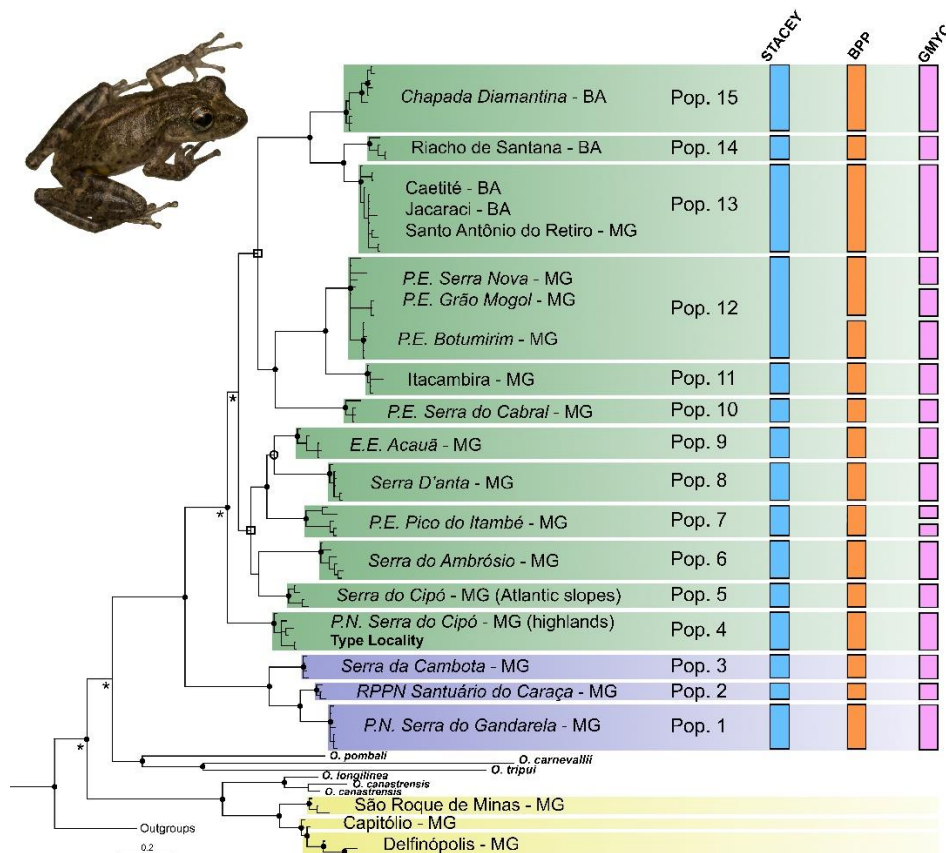 STACEY
BPP
GMYC
Chapada Diamantina - BA Pop. 15
Riacho de Santana - BA Pop. 14
Caetité - BA
Jacaraci - BA Pop. 13
Santo Antônio do Retiro - MG
P.E. Serra Nova - MG
P.E. Grão Mogol - MG Pop. 12
P.E. Botumirim - MG
Itacambira - MG Pop. 11
P.E. Serra do Cabral - MG Pop. 10
E.E. Acauã - MG Pop. 9
Serra D'anta - MG Pop. 8
P.E. Pico do Itambé - MG Pop. 7
Serra do Ambrósio - MG Pop. 6
Serra do Cipó - MG (Atlantic slopes) Pop. 5
P.N. Serra do Cipó - MG (highlands) Pop. 4
Type Locality
Serra da Cambota - MG Pop. 3
RPPN Santuário do Caraça - MG Pop. 2
P.N. Serra do Gandarela - MG Pop. 1
O. pombali
O. carnevallii
O. tripui
O. longilinea
O. canastrensis
O. canastrensis
São Roque de Minas - MG
Capitólio - MG
Outgroups
Delfinópolis - MG
0.2
* * * *